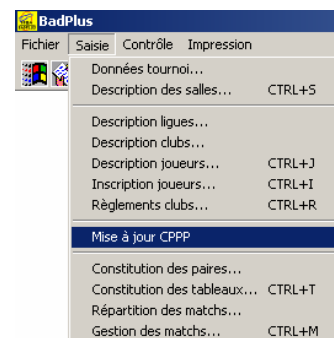 BadPlus
Fichier Saisie Contrôle Impression
Données tournoi...
Description des salles... CTRL+S
Description ligues...
Description clubs...
Description joueurs... CTRL+J
Inscription joueurs... CTRL+I
Règlements clubs... CTRL+R
Mise à jour CPPP
Constitution des paires...
Constitution des tableaux... CTRL+T
Répartition des matchs...
Gestion des matchs... CTRL+M